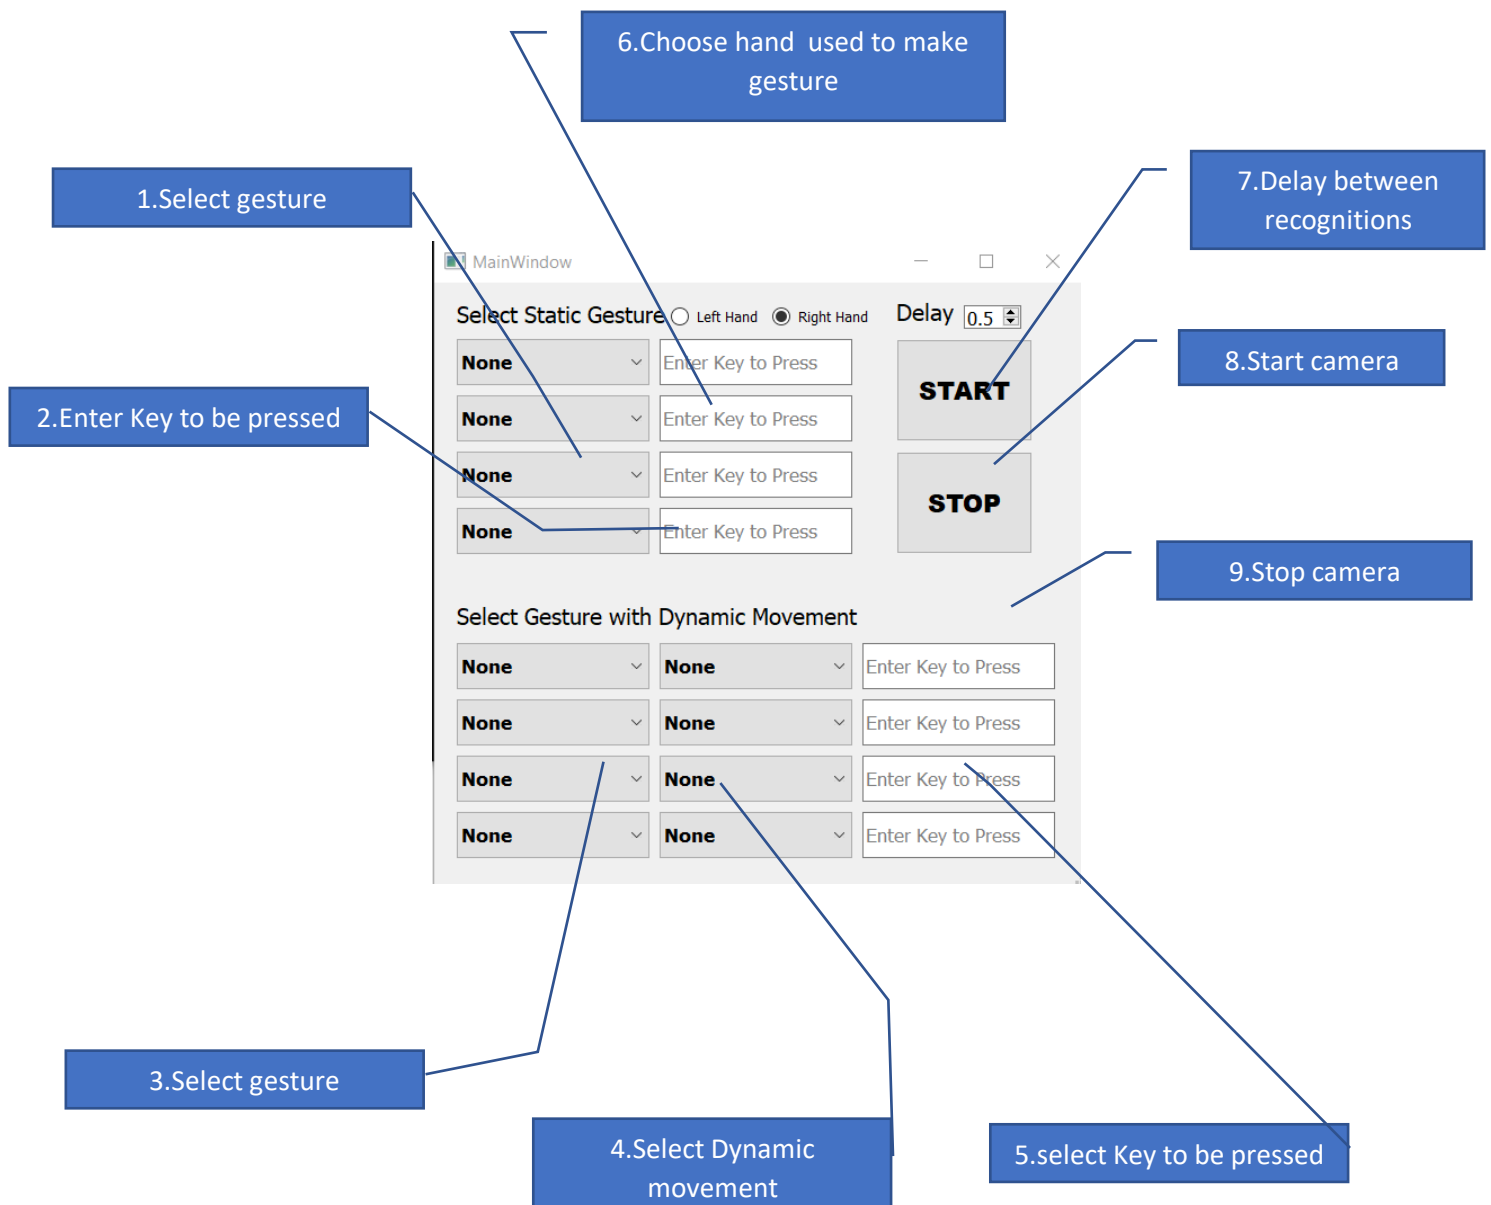 6.Choose hand used to make
gesture
1.Select gesture
7.Delay between
recognitions
MainWindow
Select Static Gesture Left Hand Right Hand Delay 0.5
None Enter Key to Press
START
8.Start camera
2.Enter Key to be pressed
None Enter Key to Press
None Enter Key to Press
STOP
None Enter Key to Press
9.Stop camera
Select Gesture with Dynamic Movement
None None Enter Key to Press
None None Enter Key to Press
None None Enter Key to Press
None None Enter Key to Press
3.Select gesture
4.Select Dynamic
movement
5.select Key to be pressed